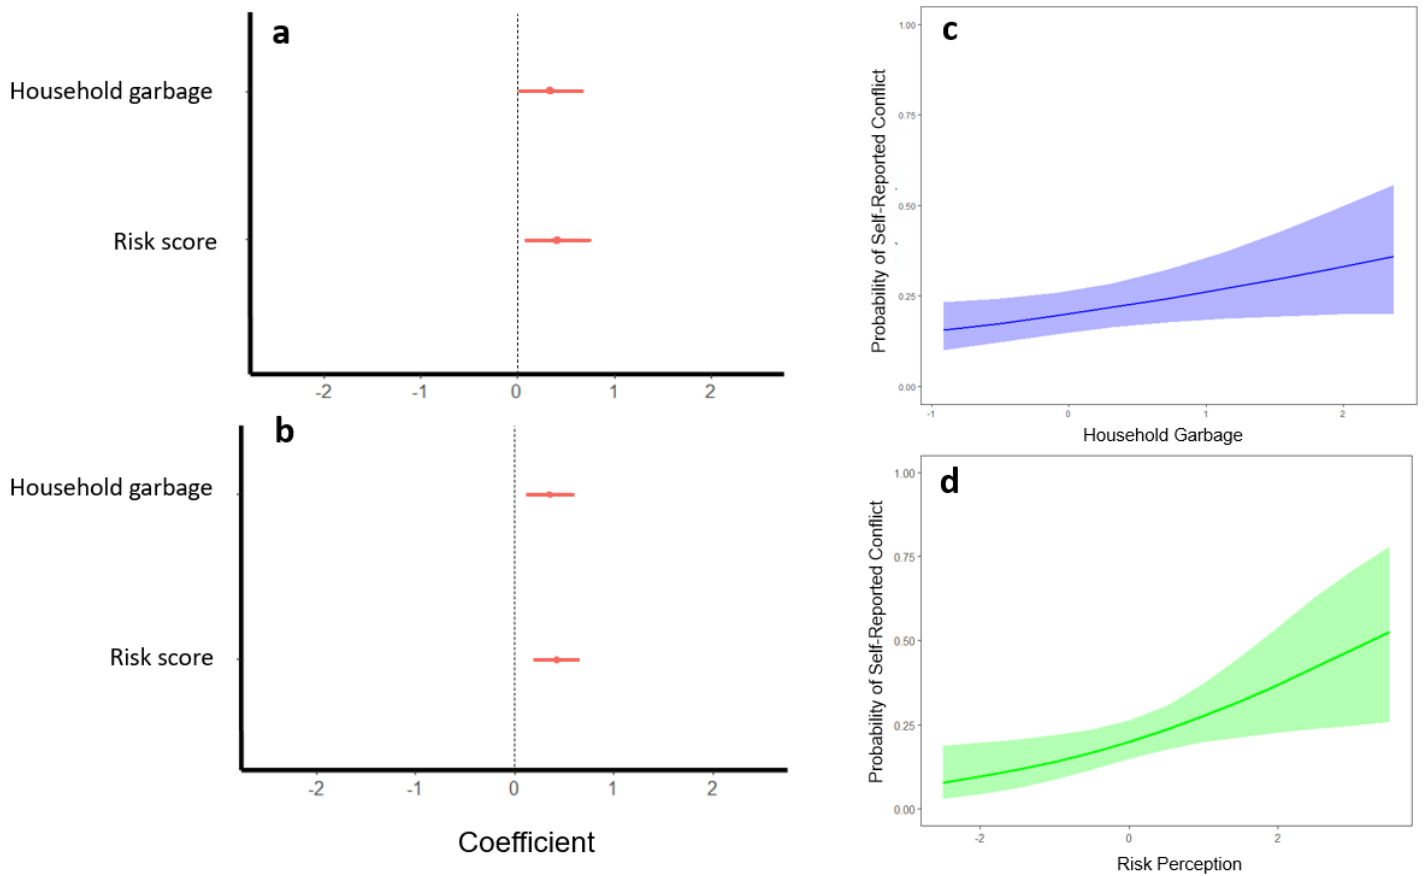 a
Household garbage
Risk score
-2 -1 0 1 2
b
Household garbage
Risk score
-2 -1 0 1 2
Coefficient
c
Probability of Self-Reported Conflict
1.00
0.75
0.50
0.25
0.00
-1 0 1 2
Household Garbage
d
Probability of Self-Reported Conflict
1.00
0.75
0.50
0.25
0.00
-2 0 2
Risk Perception